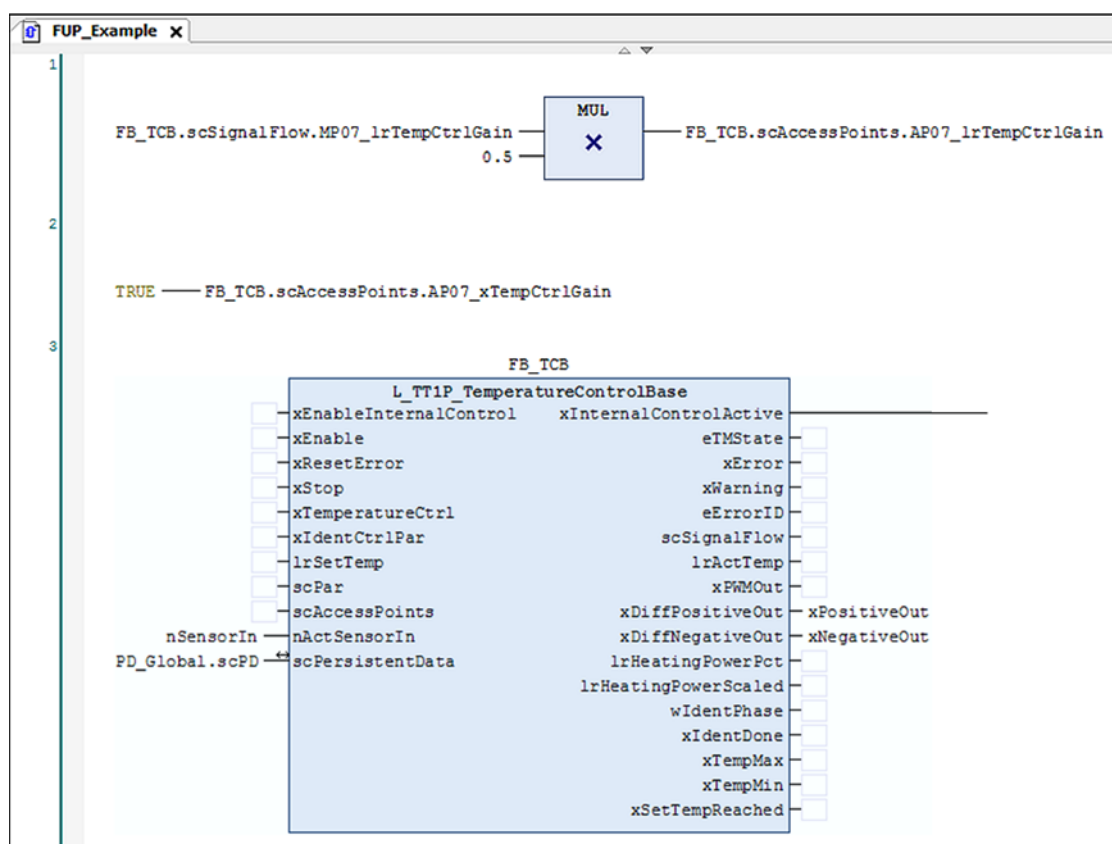 FUP_Example
1
MUL
FB_TCB.scSignalFlow.MP07_lrTempCtrlGain FB_TCB.scAccessPoints.AP07_lrTempCtrlGain
0.5
2
TRUE FB_TCB.scAccessPoints.AP07_xTempCtrlGain
3
FB_TCB
L_TT1P_TemperatureControlBase
xEnableInternalControl xInternalControlActive
xEnable eTMState
xResetError xError
xStop xWarning
xTemperatureCtrl eErrorID
xIdentCtrlPar scSignalFlow
lrSetTemp lrActTemp
scPar xPWMOut
scAccessPoints xDiffPositiveOut xPositiveOut
nSensorIn nActSensorIn xDiffNegativeOut xNegativeOut
PD_Global.scPD scPersistentData lrHeatingPowerPct
lrHeatingPowerScaled
wIdentPhase
xIdentDone
xTempMax
xTempMin
xSetTempReached